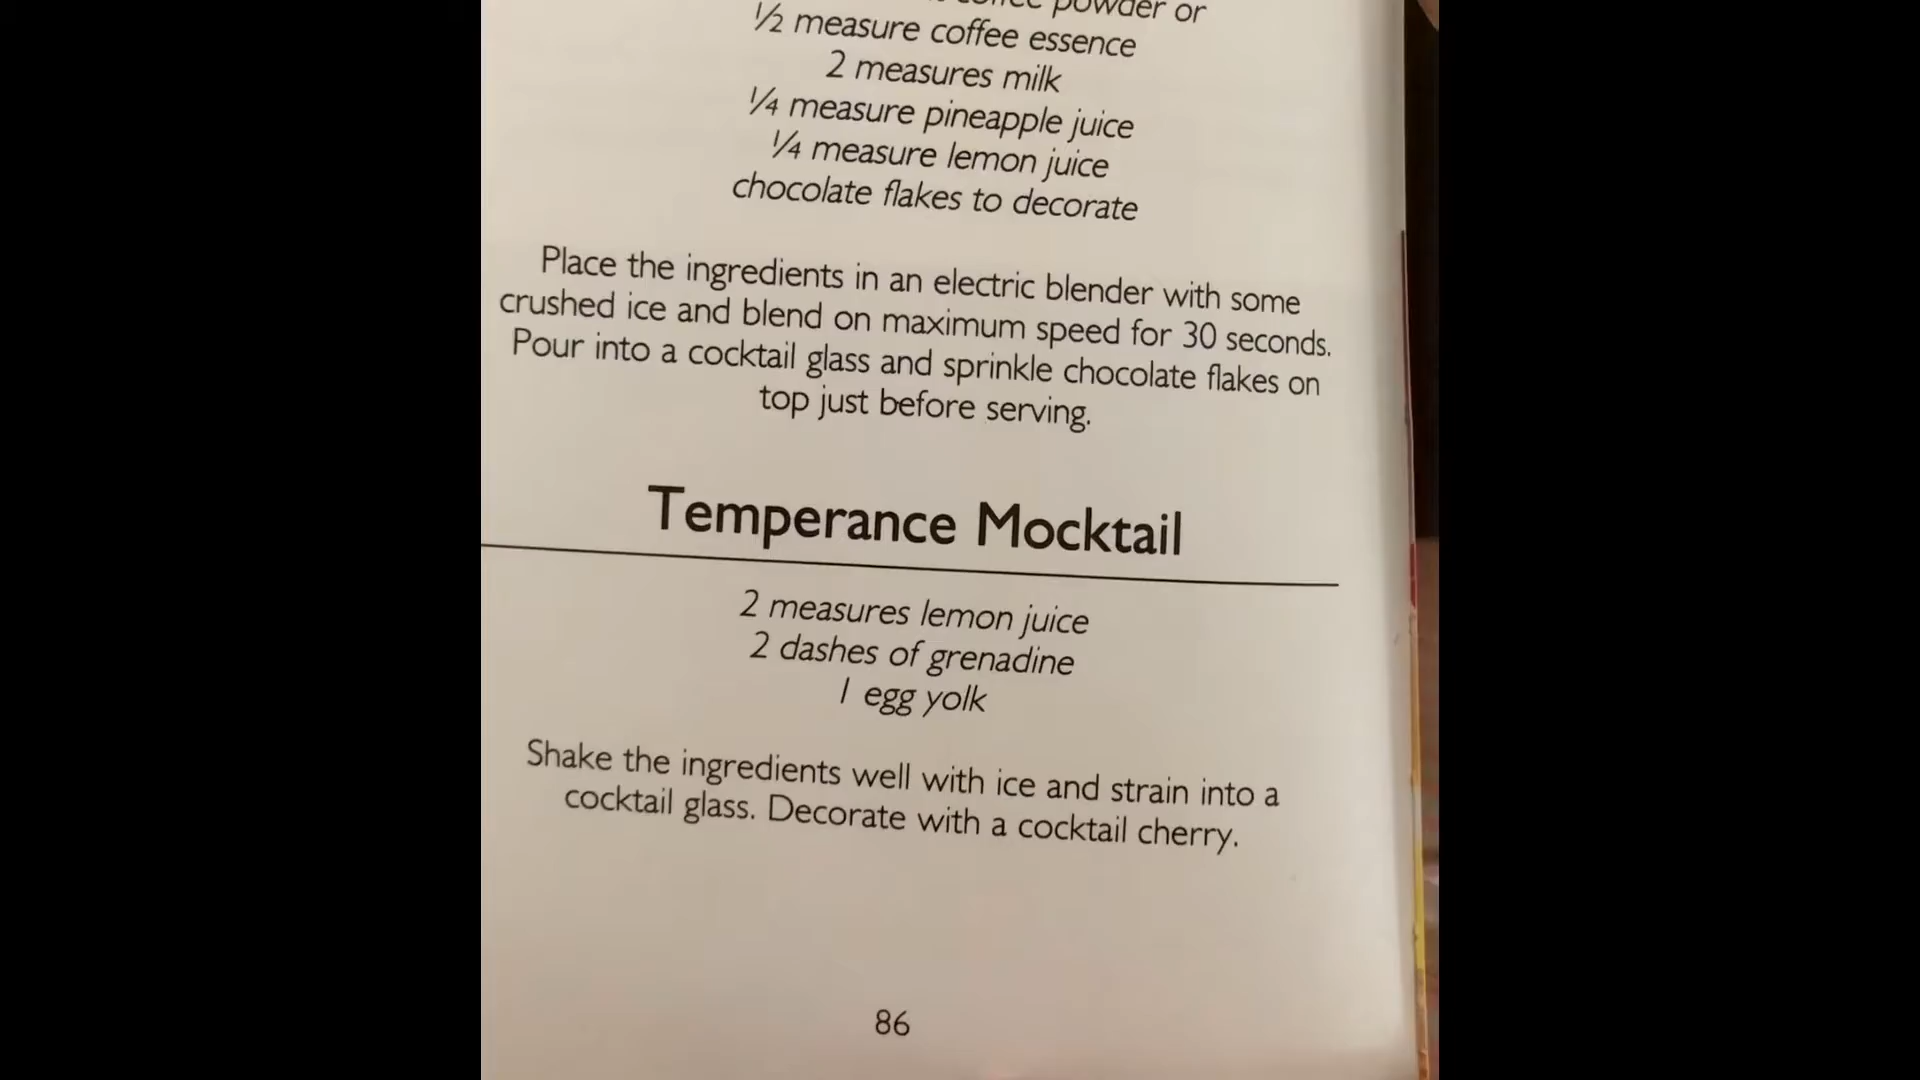 coffee powder or
½ measure coffee essence
2 measures milk
¼ measure pineapple juice
¼ measure lemon juice
chocolate flakes to decorate
Place the ingredients in an electric blender with some
crushed ice and blend on maximum speed for 30 seconds.
Pour into a cocktail glass and sprinkle chocolate flakes on
top just before serving.
Temperance Mocktail
2 measures lemon juice
2 dashes of grenadine
1 egg yolk
Shake the ingredients well with ice and strain into a
cocktail glass. Decorate with a cocktail cherry.
86